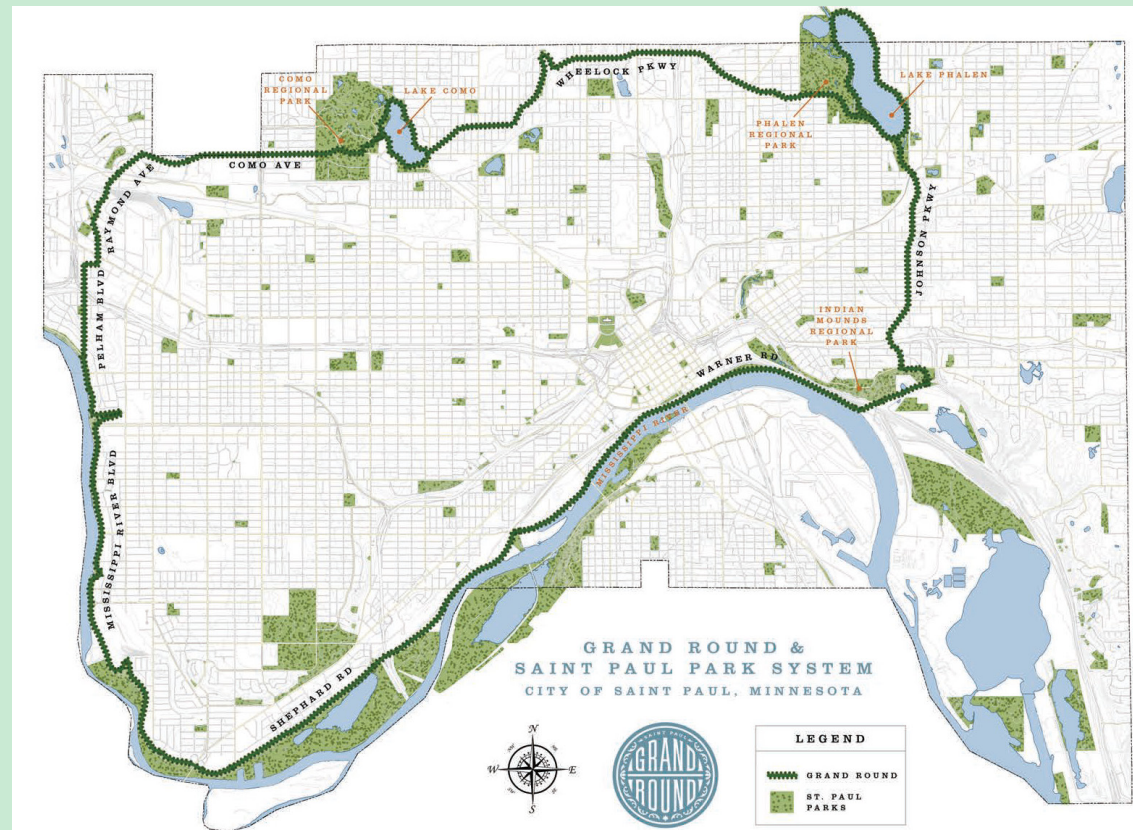 COMO
REGIONAL
PARK
LAKE COMO
WHEELOCK PKWY
LAKE PHALEN
PHALEN
REGIONAL
PARK
COMO AVE
RAYMOND AVE
JOHNSON PKWY
PELHAM BLVD
INDIAN
MOUNDS
REGIONAL
PARK
WARNER RD
MISSISSIPPI RIVER
MISSISSIPPI RIVER BLVD
SHEPHARD RD
GRAND ROUND &
SAINT PAUL PARK SYSTEM
CITY OF SAINT PAUL, MINNESOTA
N
W
E
S
SAINT PAUL
GRAND
ROUND
LEGEND
GRAND ROUND
ST. PAUL
PARKS